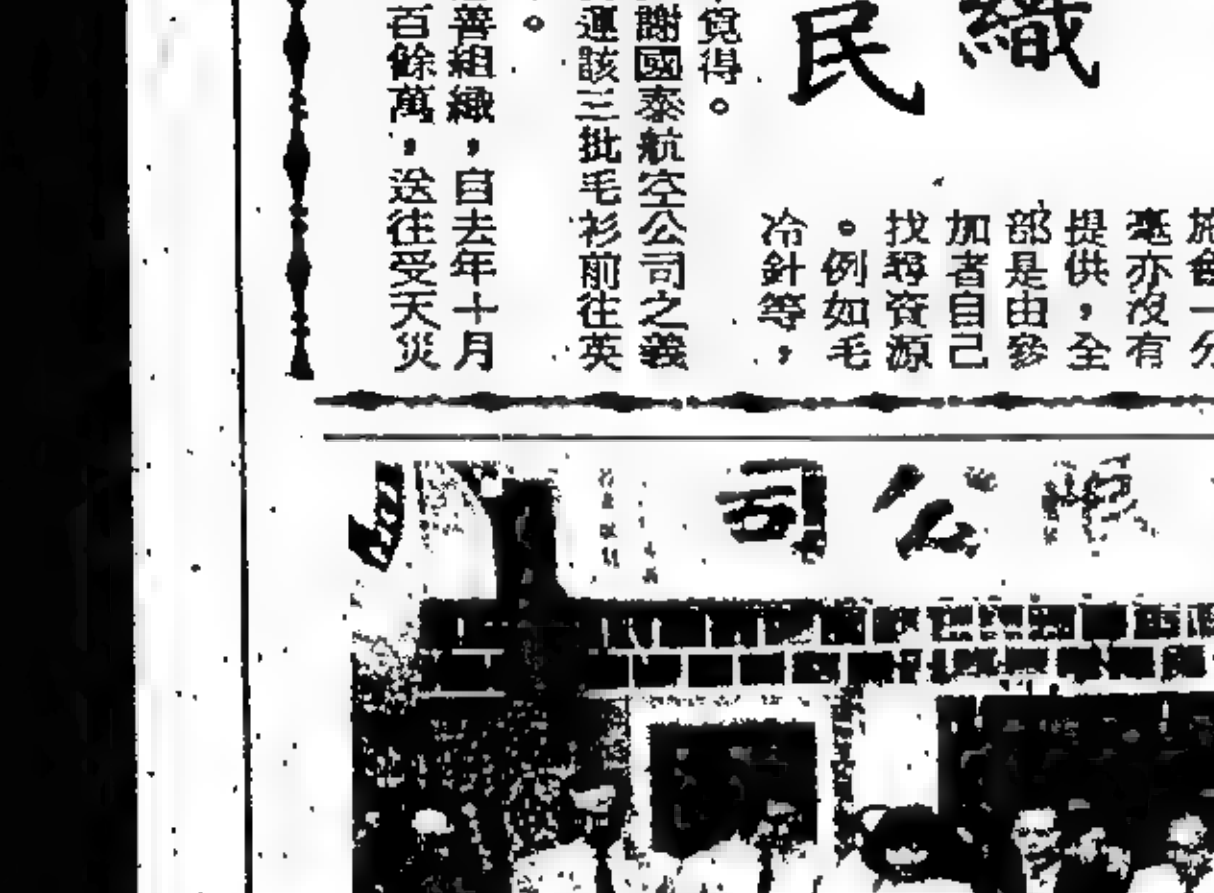 織
民
施
一分
毫亦沒有
提供，全
部是由參
加者自己
找尋資源
。例如毛
冷針等，
覓得。
謝國泰航空公司之義
運該三批毛衫前往英
。
善組織，自去年十月
百餘萬，送往受天災
公司